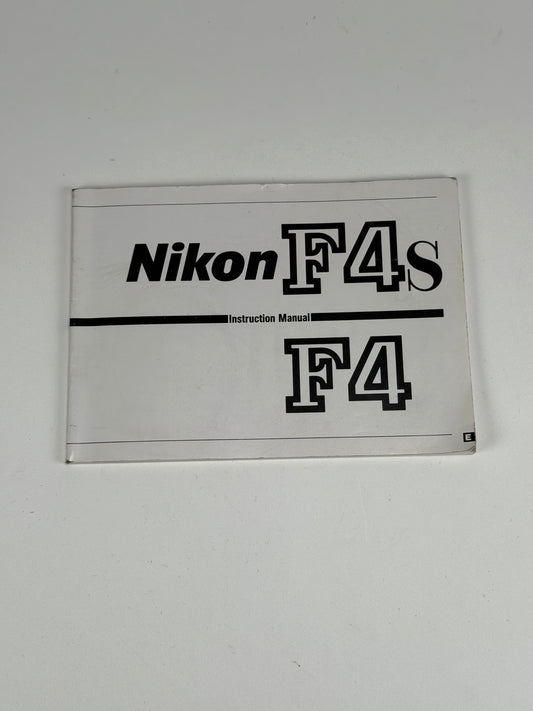 Nikon F4s
Instruction Manual
F4
E